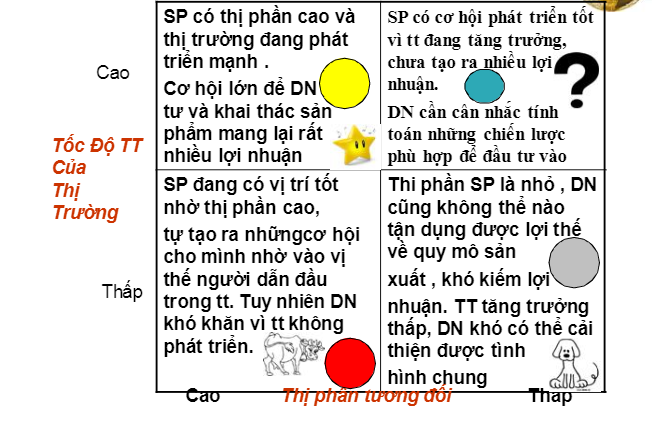 SP có thị phần cao và
thị trường đang phát
triển mạnh .
Cơ hội lớn để DN
tư và khai thác sản
phẩm mang lại rất
nhiều lợi nhuận
SP có cơ hội phát triển tốt
vì tt đang tăng trưởng,
chưa tạo ra nhiều lợi
nhuận.
?
DN cần cân nhắc tính
toán những chiến lược
phù hợp để đầu tư vào
Cao
Tốc Độ TT
Của
Thị
Trường
SP đang có vị trí tốt
nhờ thị phần cao,
tự tạo ra nhữngcơ hội
cho mình nhờ vào vị
thế người dẫn đầu
trong tt. Tuy nhiên DN
khó khăn vì tt không
phát triển.
Thi phần SP là nhỏ , DN
cũng không thể nào
tận dụng được lợi thế
về quy mô sản
xuất , khó kiếm lợi
nhuận. TT tăng trưởng
thấp, DN khó có thể cải
thiện được tình
hình chung
Thấp
Cao Thị phần tương đối Thấp